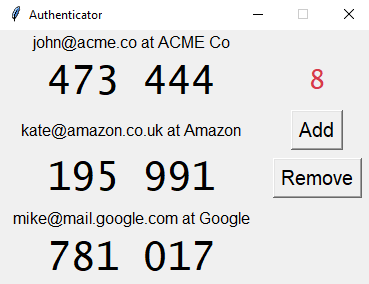 Authenticator
john@acme.co at ACME Co
473 444
8
kate@amazon.co.uk at Amazon
Add
195 991
Remove
mike@mail.google.com at Google
781 017